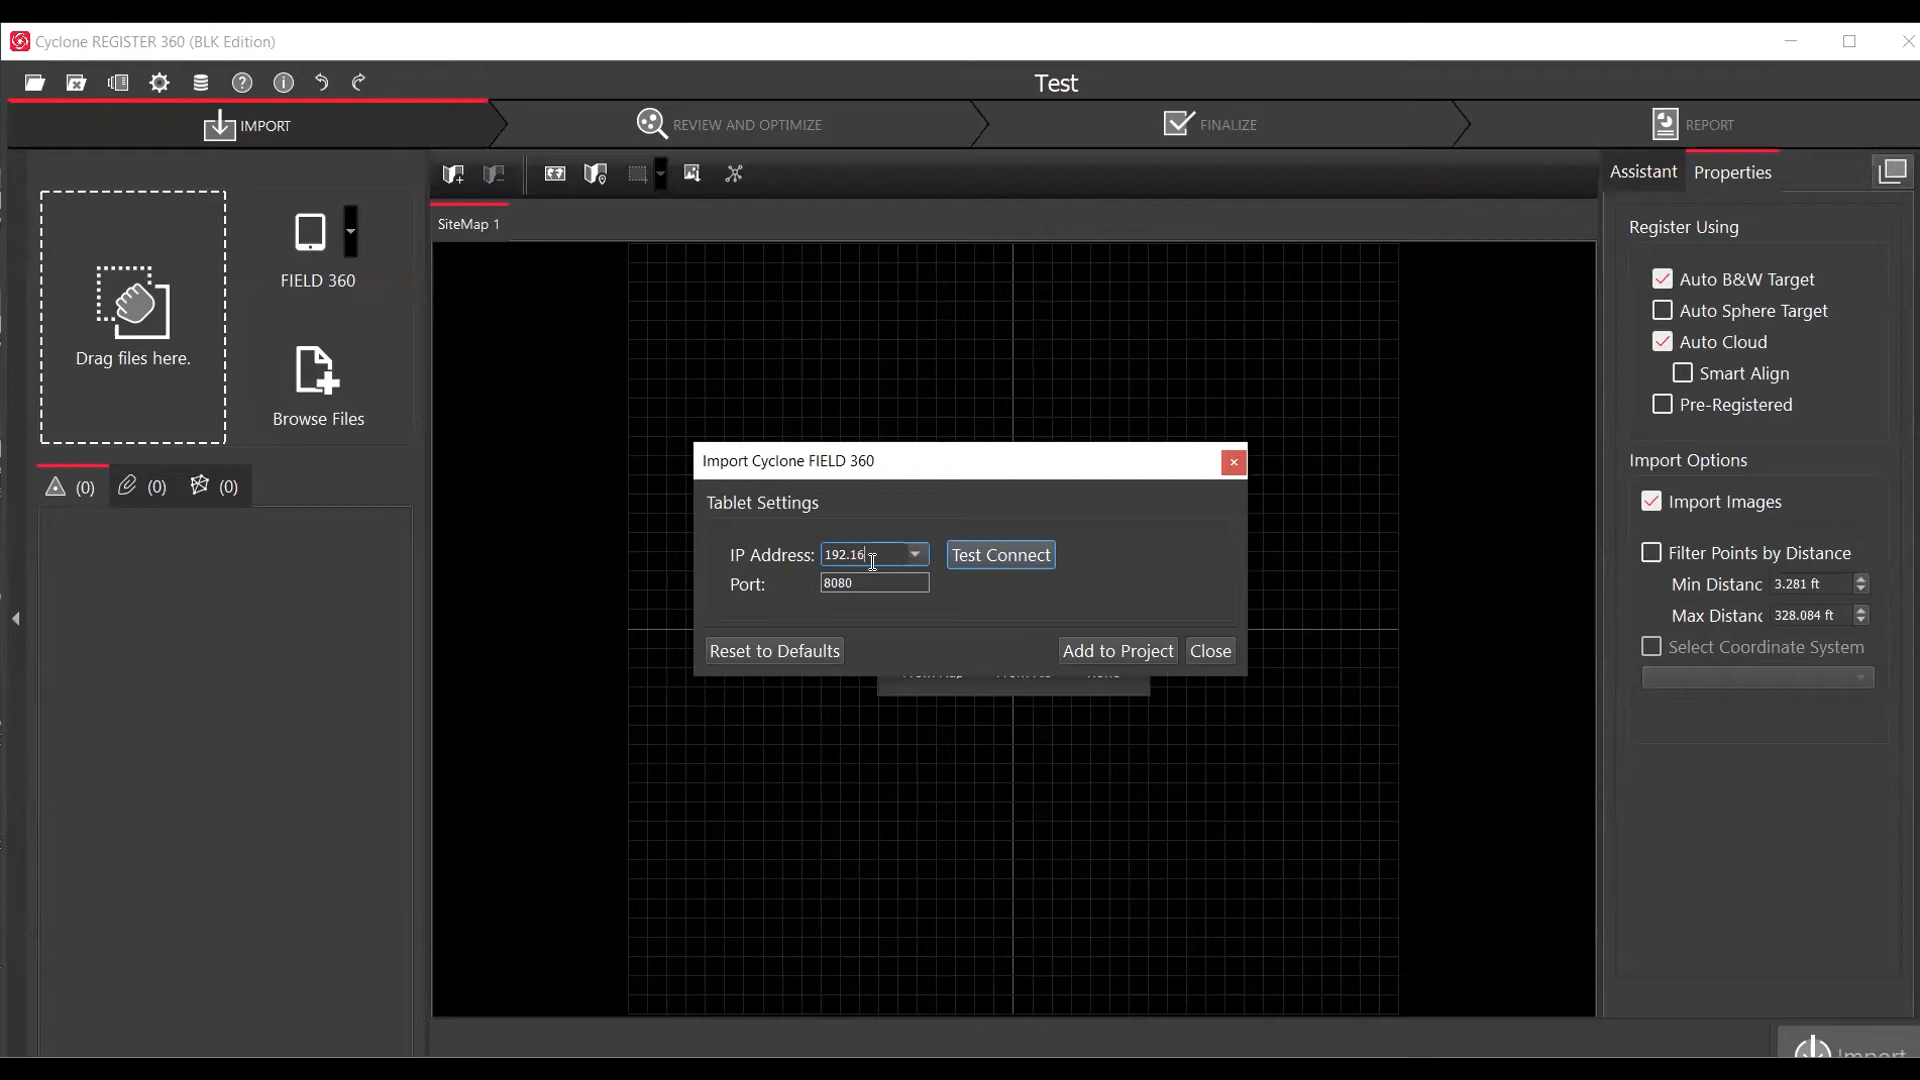 Cyclone REGISTER 360 (BLK Edition)
Test
IMPORT
REVIEW AND OPTIMIZE
FINALIZE
REPORT
Drag files here.
FIELD 360
Browse Files
(0)
(0)
(0)
SiteMap 1
Import Cyclone FIELD 360
Tablet Settings
IP Address: 192.16
Test Connect
Port: 8080
Reset to Defaults
Add to Project
Close
Assistant
Properties
Register Using
Auto B&W Target
Auto Sphere Target
Auto Cloud
Smart Align
Pre-Registered
Import Options
Import Images
Filter Points by Distance
Min Distanc 3.281 ft
Max Distanc 328.084 ft
Select Coordinate System
Import